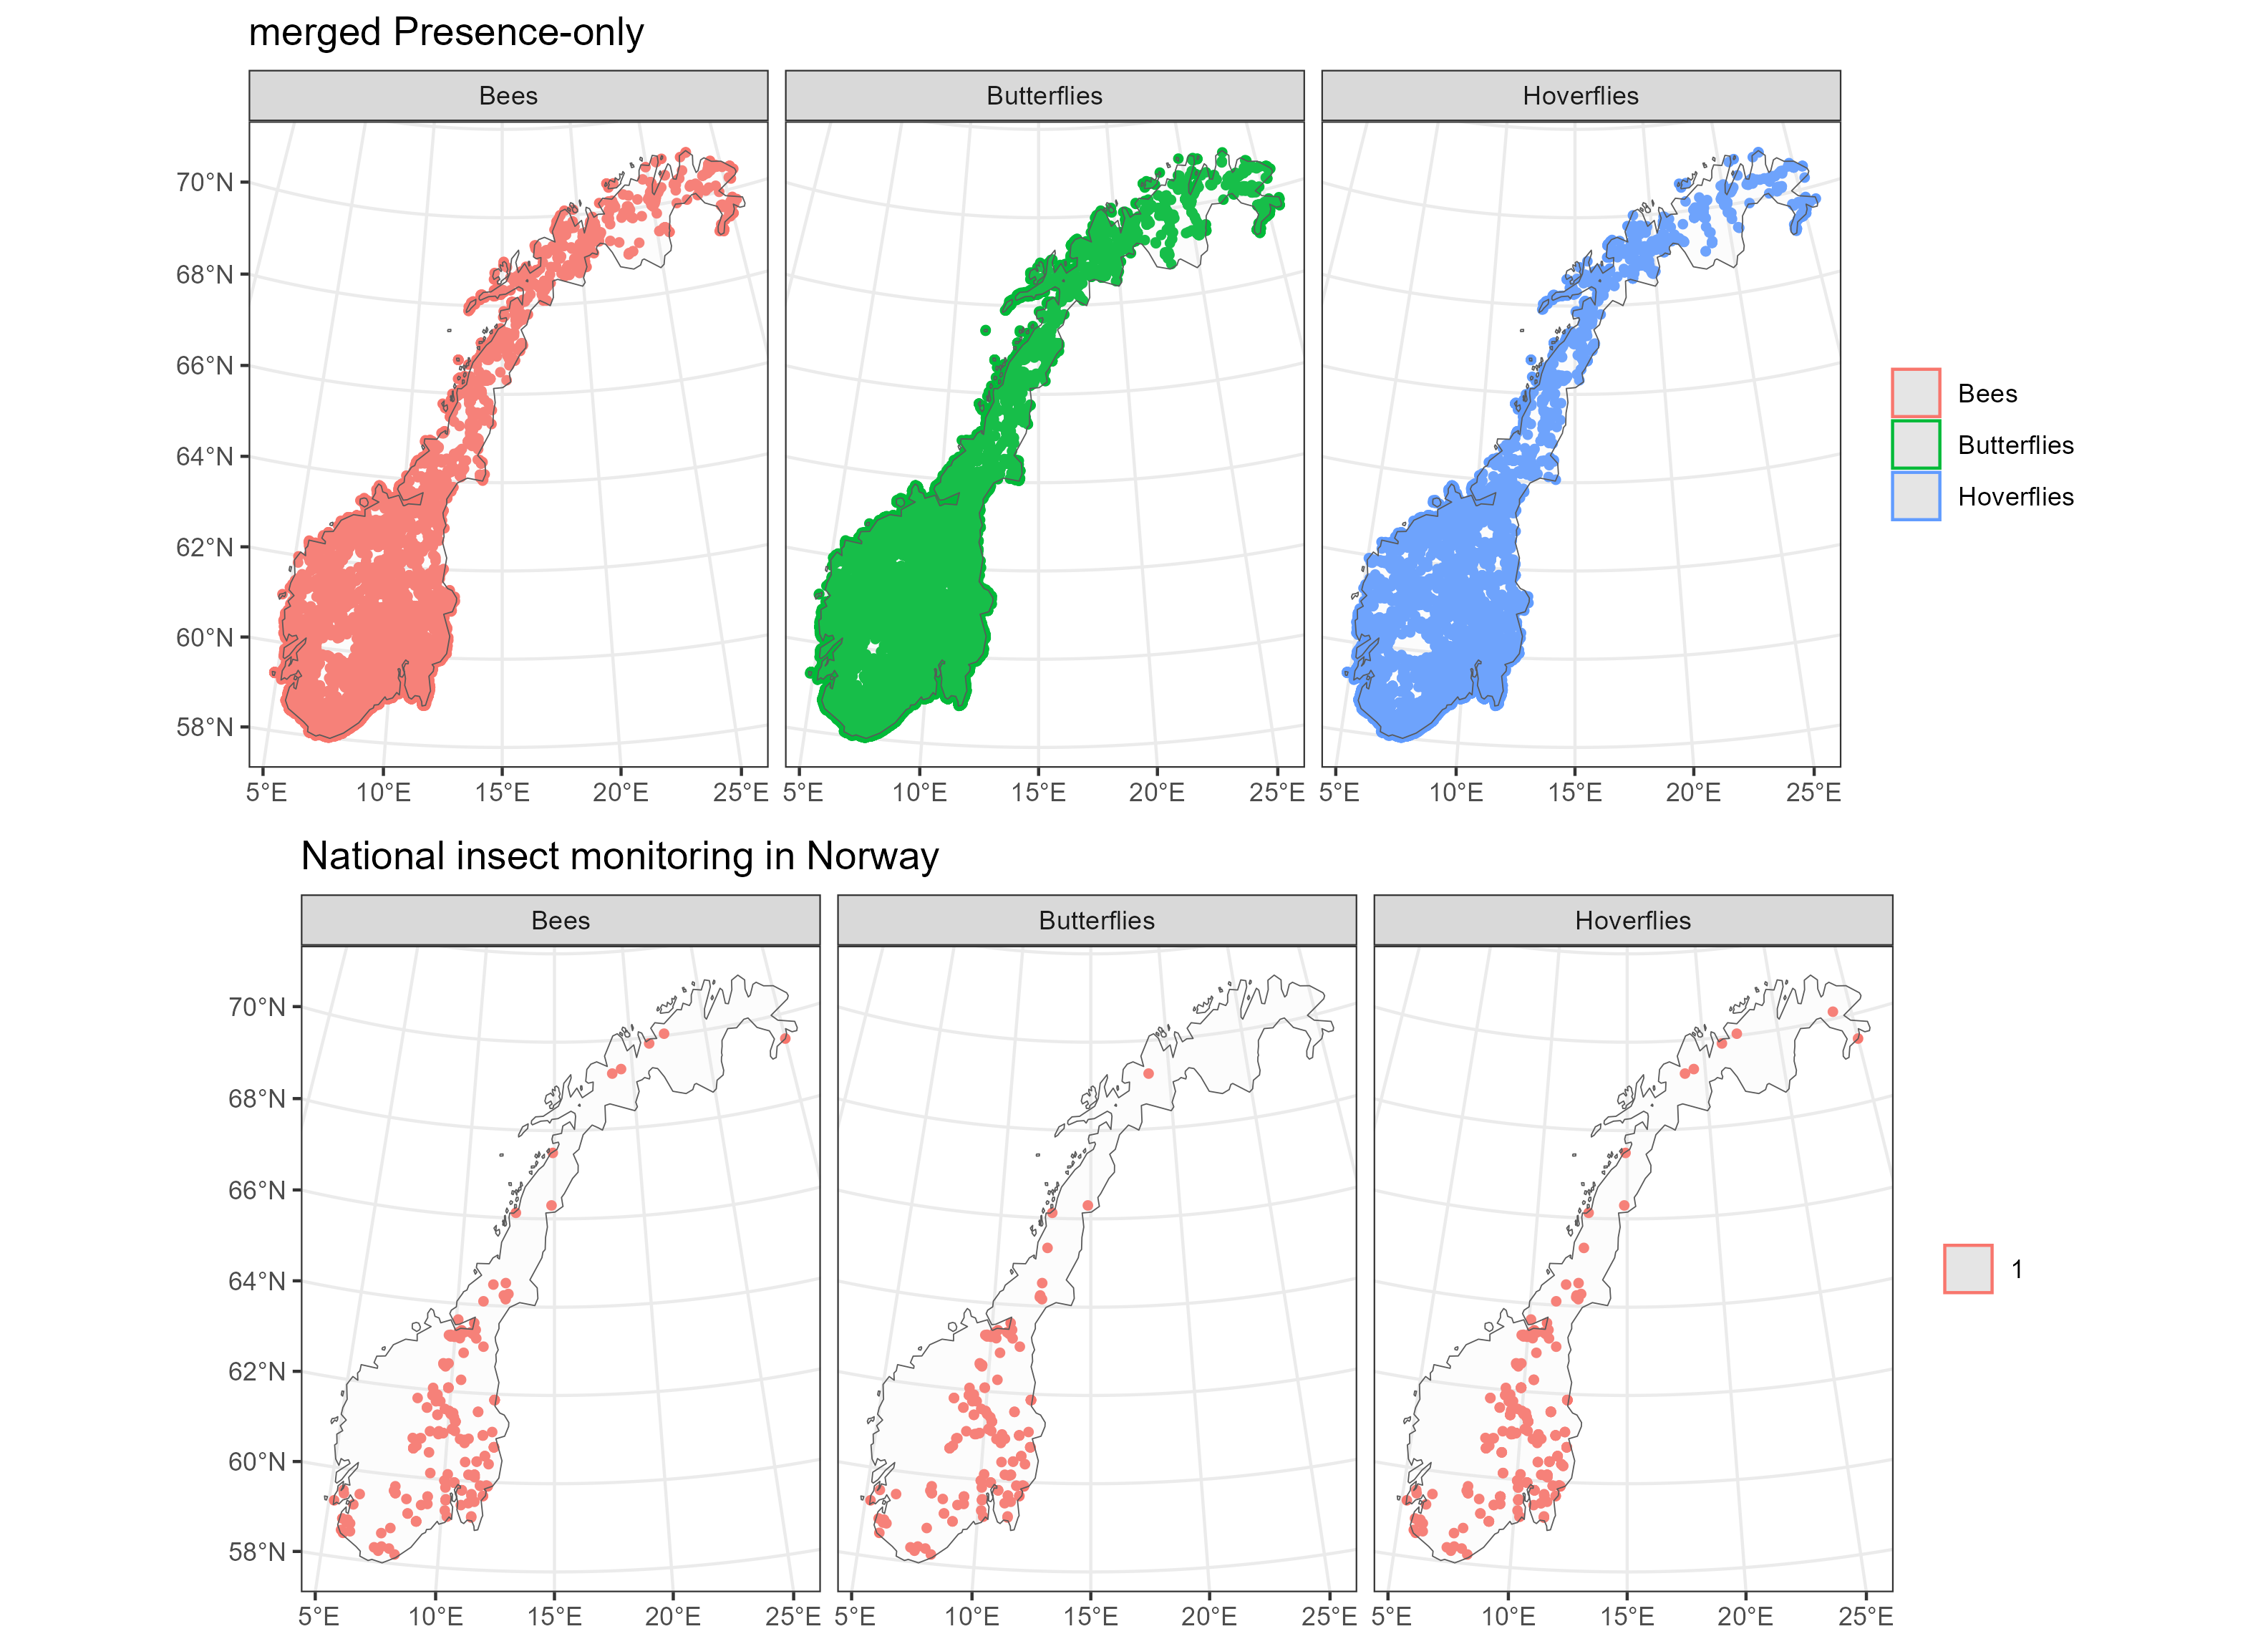 merged Presence-only
Bees Butterflies Hoverflies
70°N
68°N
66°N
64°N
62°N
60°N
58°N
5°E 10°E 15°E 20°E 25°E 5°E 10°E 15°E 20°E 25°E 5°E 10°E 15°E 20°E 25°E
Bees
Butterflies
Hoverflies
National insect monitoring in Norway
Bees Butterflies Hoverflies
70°N
68°N
66°N
64°N
62°N
60°N
58°N
5°E 10°E 15°E 20°E 25°E 5°E 10°E 15°E 20°E 25°E 5°E 10°E 15°E 20°E 25°E
1